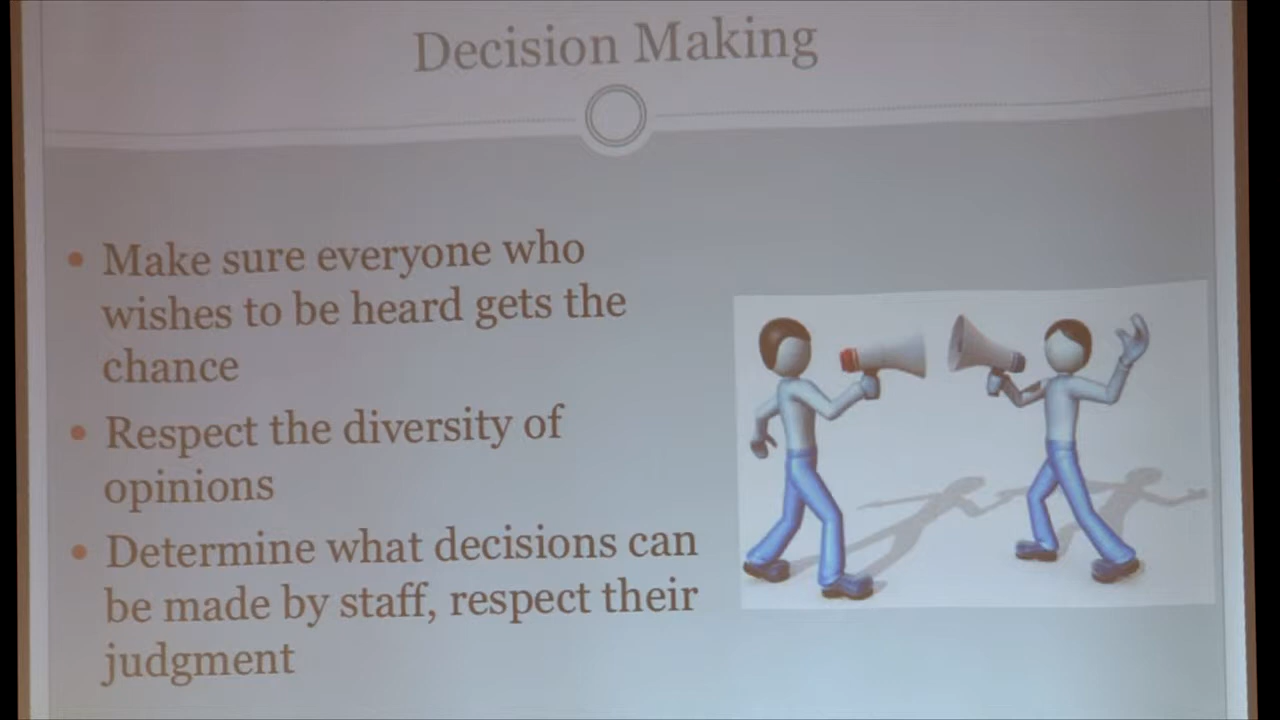 Decision Making
• Make sure everyone who
wishes to be heard gets the
chance
• Respect the diversity of
opinions
• Determine what decisions can
be made by staff, respect their
judgment